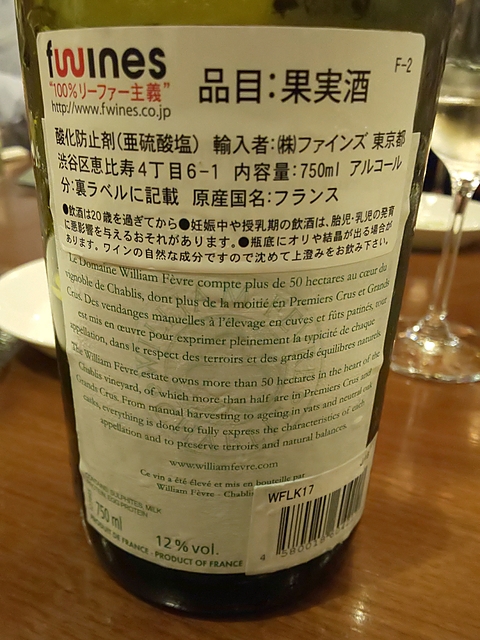 fwines
"100%リーファー主義"
http://www.fwines.co.jp
品目:果実酒
F-2
酸化防止剤(亜硫酸塩) 輸入者:㈱ファインズ 東京都
渋谷区恵比寿4丁目6-1 内容量:750ml アルコール
分:裏ラベルに記載 原産国名:フランス
●飲酒は20歳を過ぎてから●妊娠中や授乳期の飲酒は、胎児・乳児の発育
に悪影響を与えるおそれがあります。●瓶底にオリや結晶が出る場合が
あります。ワインの自然な成分ですので沈めて上澄みをお飲み下さい。
Le Domaine William Fèvre compte plus de 50 hectares au cœur du
vignoble de Chablis, dont plus de la moitié en Premiers Crus et Grands
Crus. Des vendanges manuelles à l'élevage en cuves et fûts patinés, tout
est mis en œuvre pour exprimer pleinement la typicité de chaque
appellation, dans le respect des terroirs et des grands équilibres naturels.
The William Fèvre estate owns more than 50 hectares in the heart of the
Chablis vineyard, of which more than half are in Premiers Crus and
Grands Crus. From manual harvesting to ageing in vats and neutral oak
casks, everything is done to fully express the characteristics of each
appellation and to preserve terroirs and natural balances.
www.williamfevre.com
Ce vin a été élevé et mis en bouteille par
William Fèvre - Chablis
SULPHITES, MILK
EGG PROTEIN
750 ml
12% vol.
PRODUIT DE FRANCE - PRODUCT OF FRANCE
WFLK17